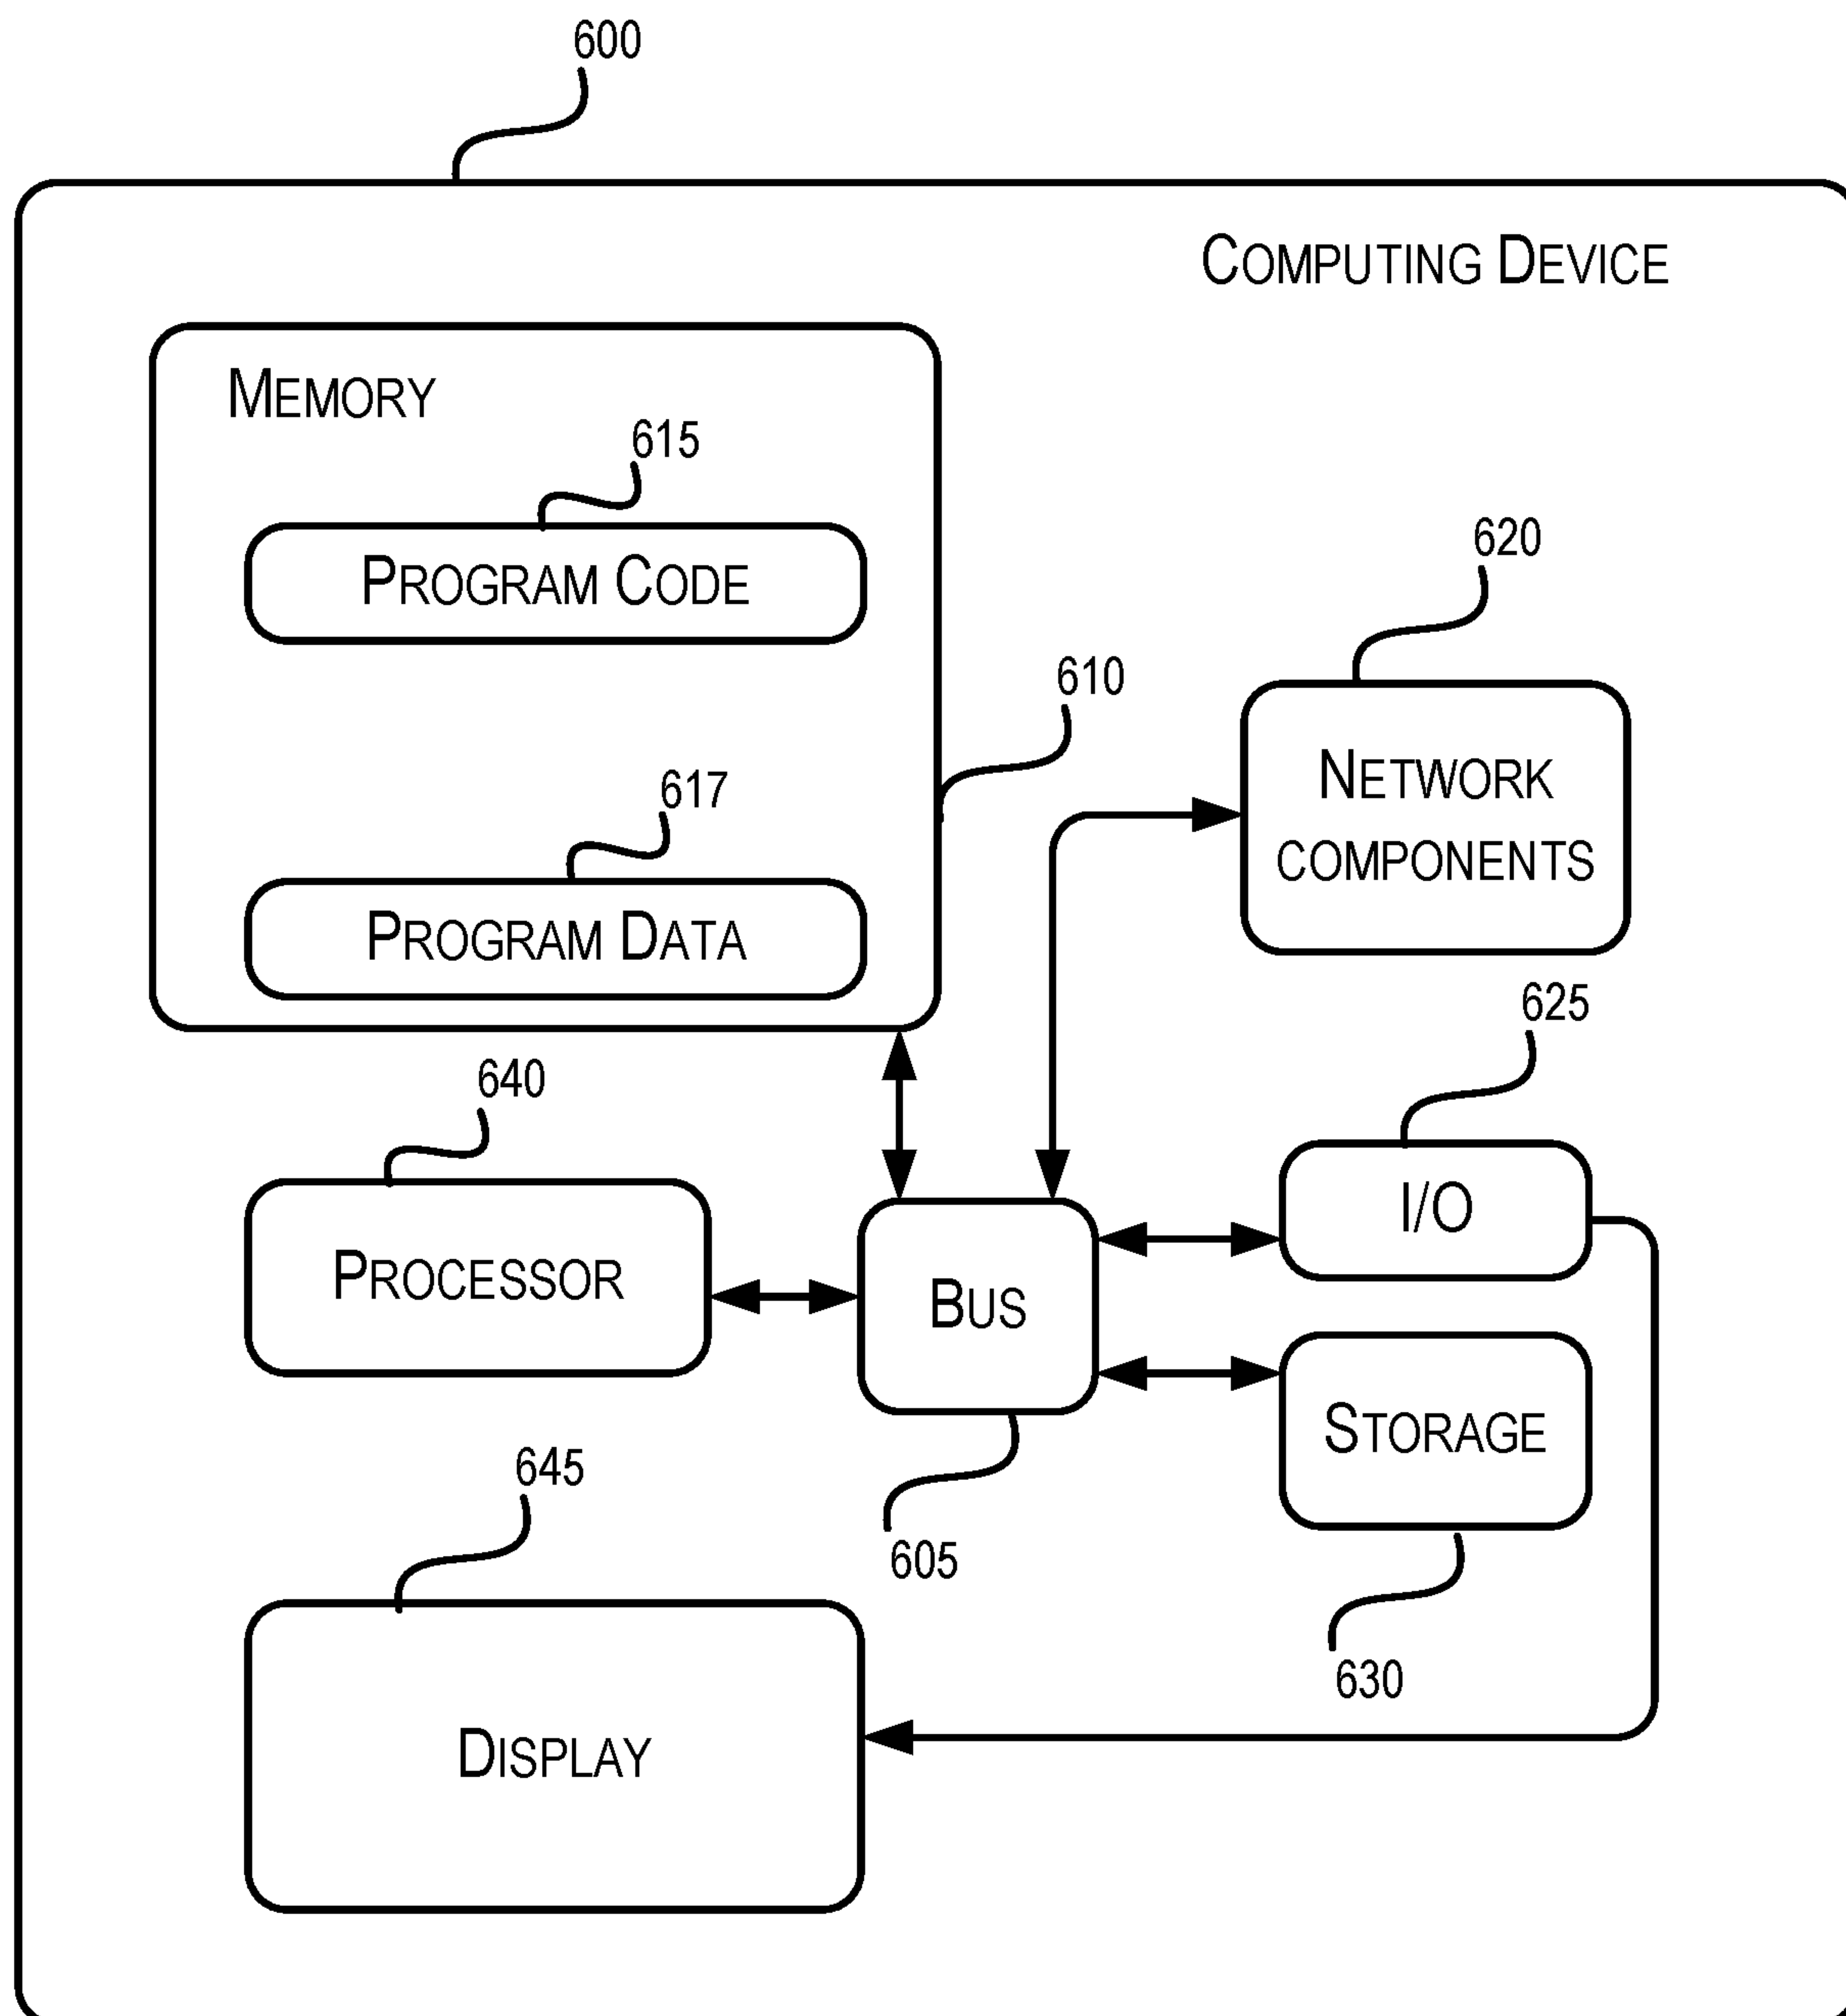 600
COMPUTING DEVICE
MEMORY
615
PROGRAM CODE
620
610
NETWORK
COMPONENTS
617
PROGRAM DATA
625
640
I/O
PROCESSOR
BUS
STORAGE
645
605
630
DISPLAY